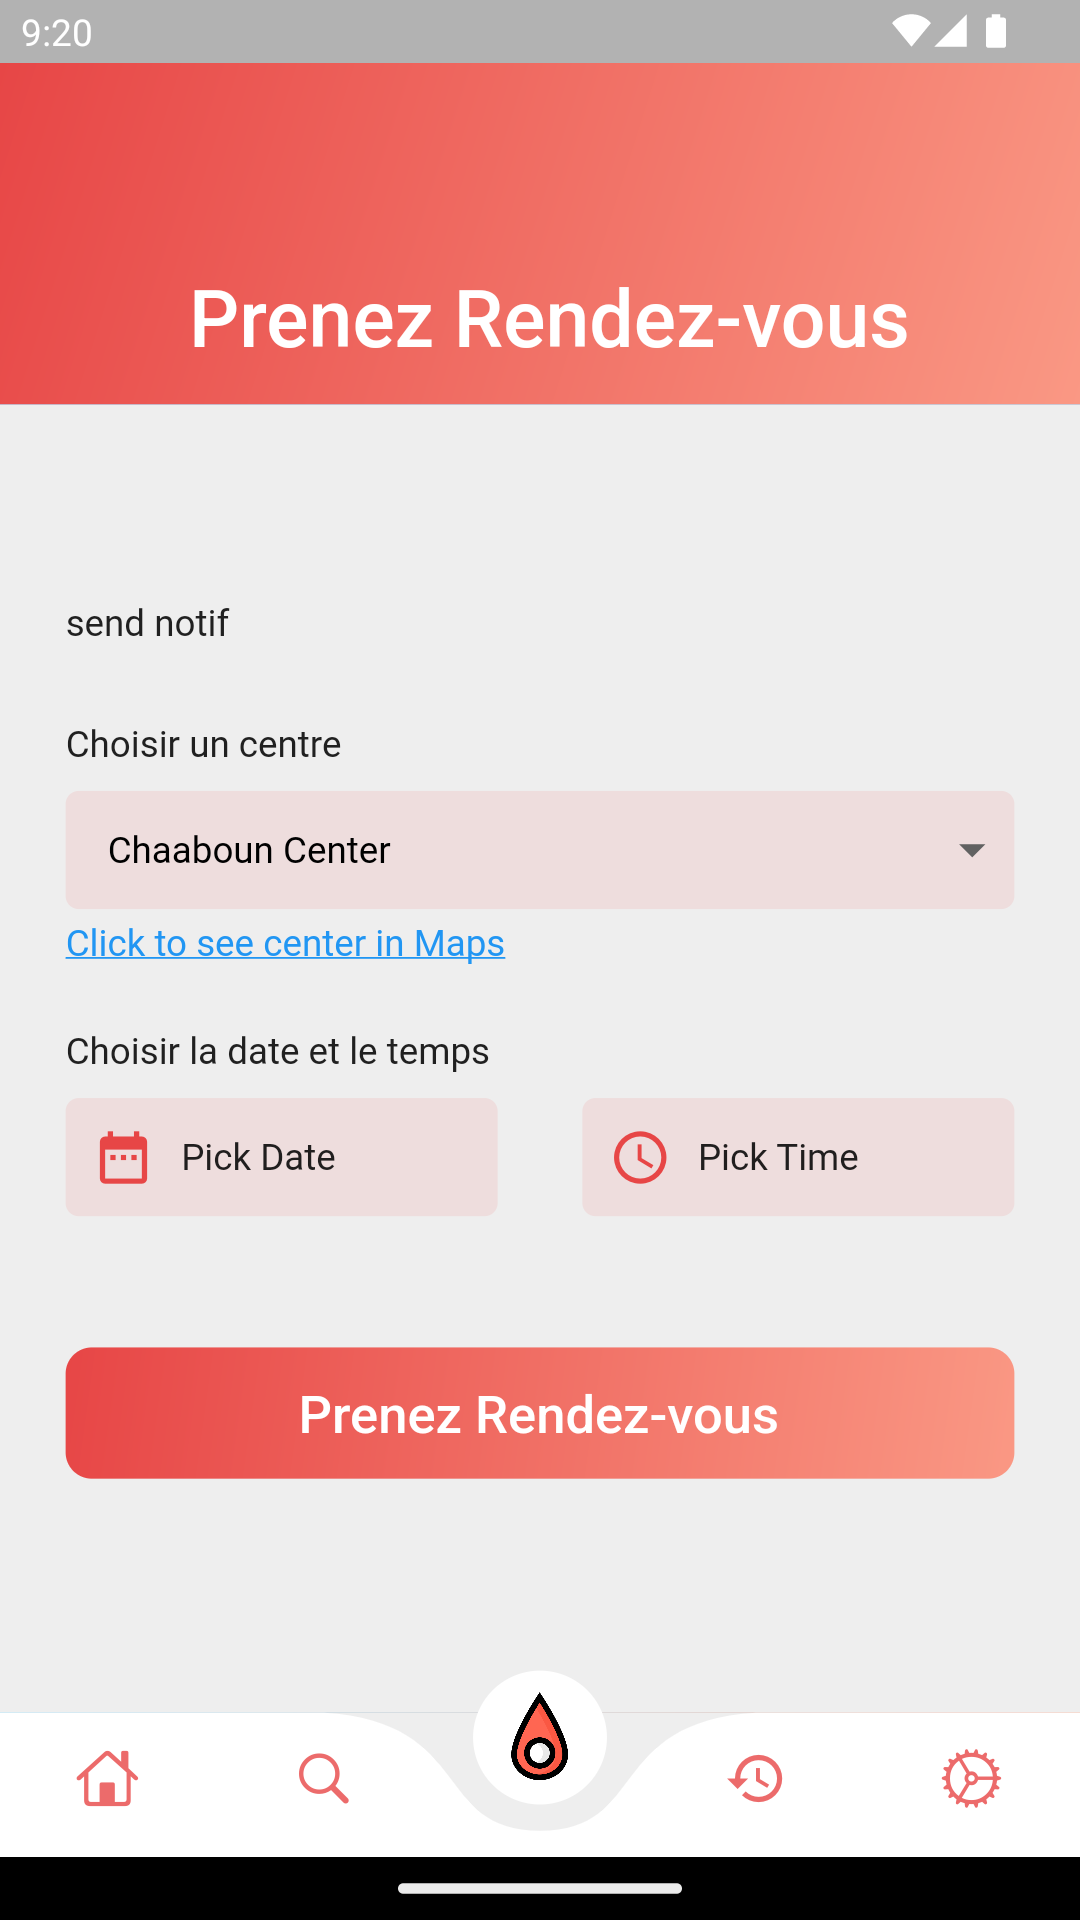 9:20
Prenez Rendez-vous
send notif
Choisir un centre
Chaaboun Center
Click to see center in Maps
Choisir la date et le temps
Pick Date
Pick Time
Prenez Rendez-vous